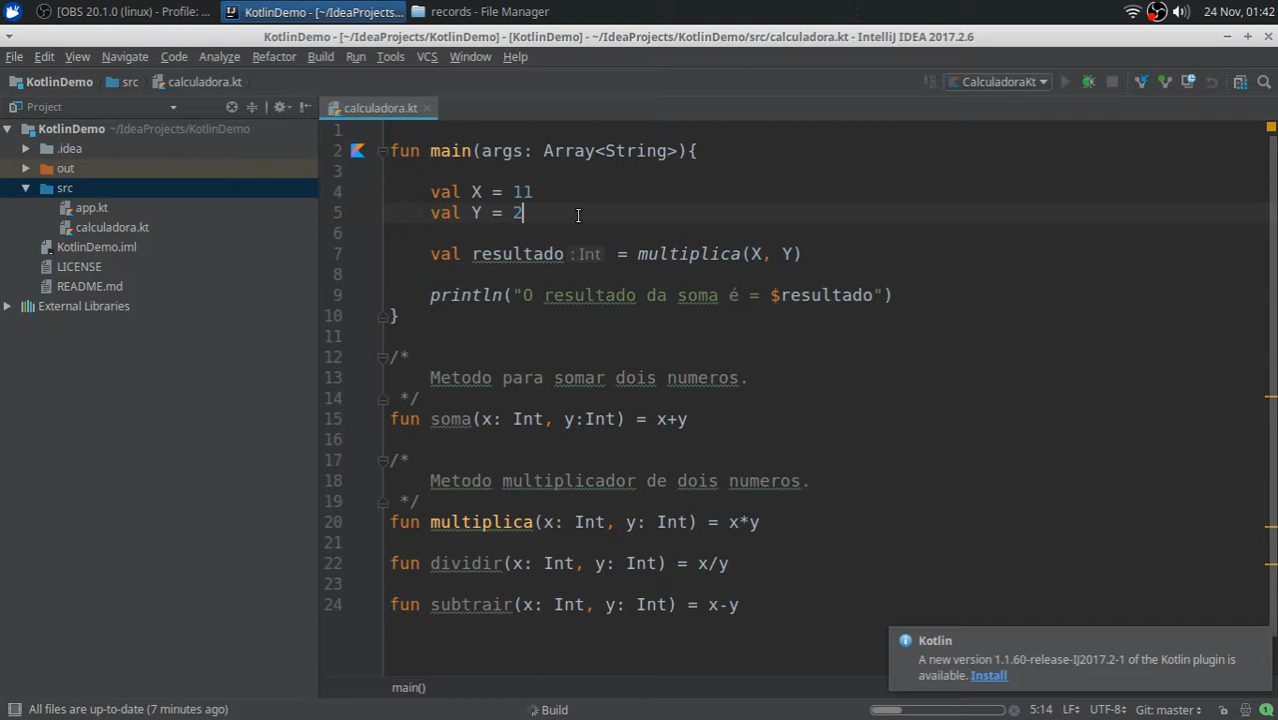 [OBS 20.1.0 (linux) - Profile: ...
KotlinDemo - [~/IdeaProjects...
records - File Manager
24 Nov, 01:42
KotlinDemo - [~/IdeaProjects/KotlinDemo] - [KotlinDemo] - ~/IdeaProjects/KotlinDemo/src/calculadora.kt - IntelliJ IDEA 2017.2.6
File Edit View Navigate Code Analyze Refactor Build Run Tools VCS Window Help
KotlinDemo src calculadora.kt
CalculadoraKt
Project
calculadora.kt
KotlinDemo ~/IdeaProjects/KotlinDemo
.idea
out
src
app.kt
calculadora.kt
KotlinDemo.iml
LICENSE
README.md
External Libraries
1
2 fun main(args: Array<String>){
3
4 val X = 11
5 val Y = 2
6
7 val resultado : Int = multiplica(X, Y)
8
9 println("O resultado da soma é = $resultado")
10 }
11
12 /*
13 Metodo para somar dois numeros.
14 */
15 fun soma(x: Int, y:Int) = x+y
16
17 /*
18 Metodo multiplicador de dois numeros.
19 */
20 fun multiplica(x: Int, y: Int) = x*y
21
22 fun dividir(x: Int, y: Int) = x/y
23
24 fun subtrair(x: Int, y: Int) = x-y
Kotlin
A new version 1.1.60-release-IJ2017.2-1 of the Kotlin plugin is
available. Install
main()
All files are up-to-date (7 minutes ago)
Build
5:14 LF÷ UTF-8÷ Git: master÷
1